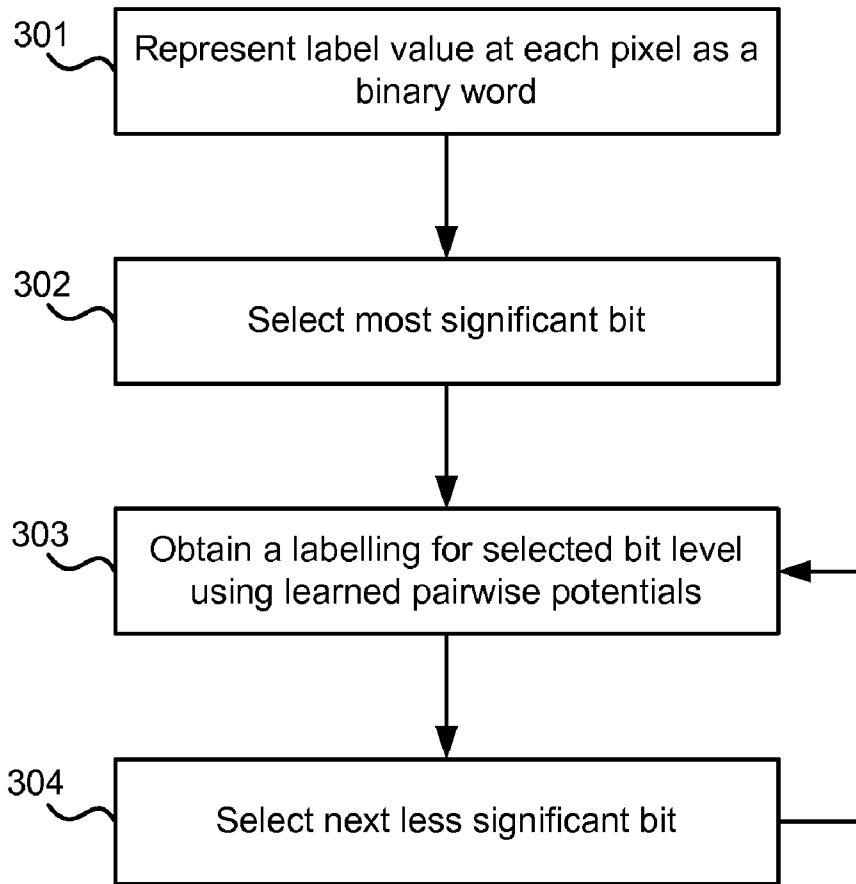 301
Represent label value at each pixel as a
binary word
302
Select most significant bit
303
Obtain a labelling for selected bit level
using learned pairwise potentials
304
Select next less significant bit